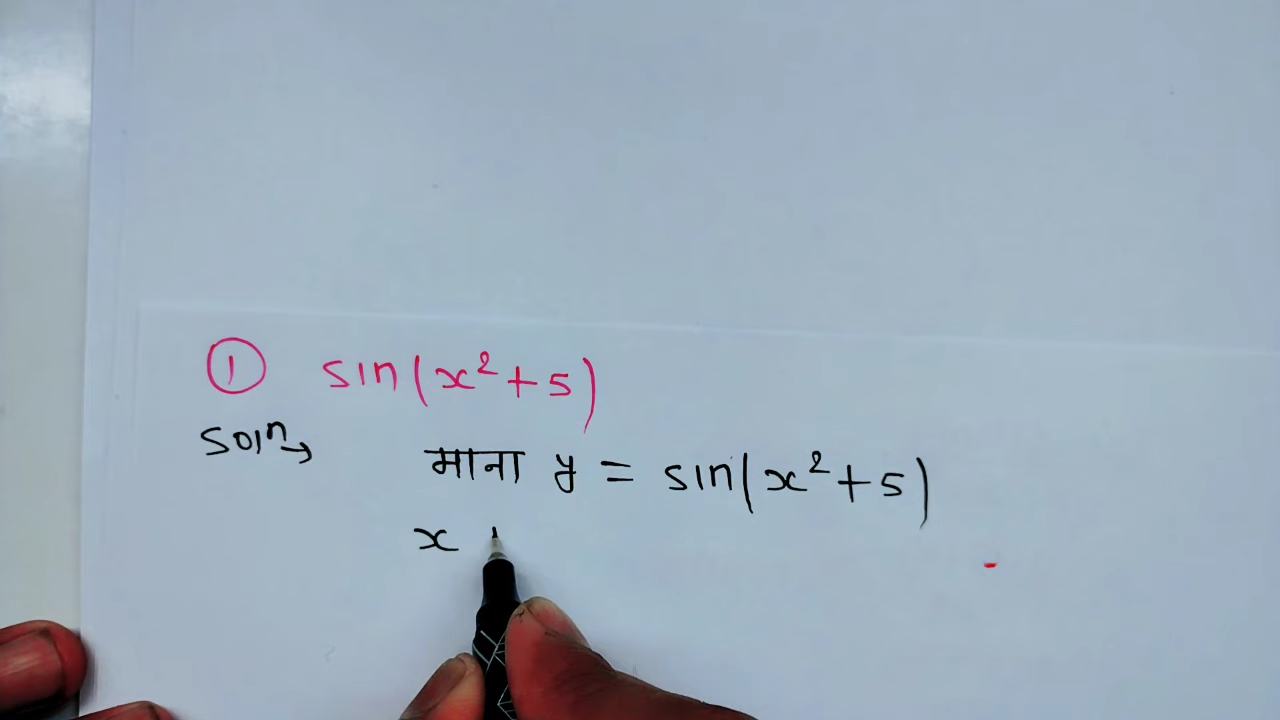 ① sin(x²+5)
Solⁿ→ माना y = sin(x²+5)
x